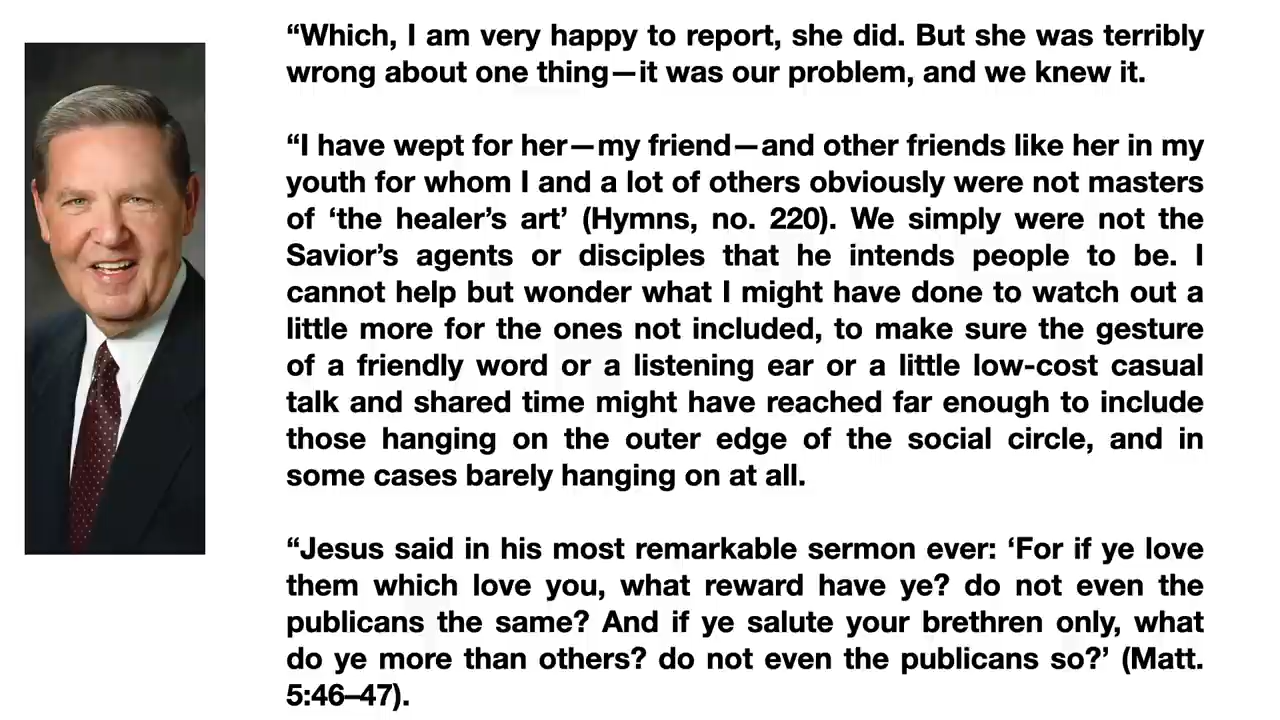 “Which, I am very happy to report, she did. But she was terribly
wrong about one thing—it was our problem, and we knew it.
“I have wept for her—my friend—and other friends like her in my
youth for whom I and a lot of others obviously were not masters
of ‘the healer’s art’ (Hymns, no. 220). We simply were not the
Savior’s agents or disciples that he intends people to be. I
cannot help but wonder what I might have done to watch out a
little more for the ones not included, to make sure the gesture
of a friendly word or a listening ear or a little low-cost casual
talk and shared time might have reached far enough to include
those hanging on the outer edge of the social circle, and in
some cases barely hanging on at all.
“Jesus said in his most remarkable sermon ever: ‘For if ye love
them which love you, what reward have ye? do not even the
publicans the same? And if ye salute your brethren only, what
do ye more than others? do not even the publicans so?’ (Matt.
5:46–47).